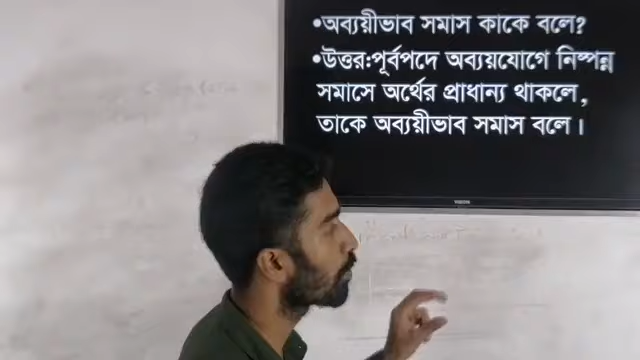 •অব্যয়ীভাব সমাস কাকে বলে?
•উত্তর:পূর্বপদে অব্যয়যোগে নিষ্পন্ন
সমাসে অর্থের প্রাধান্য থাকলে,
তাকে অব্যয়ীভাব সমাস বলে।